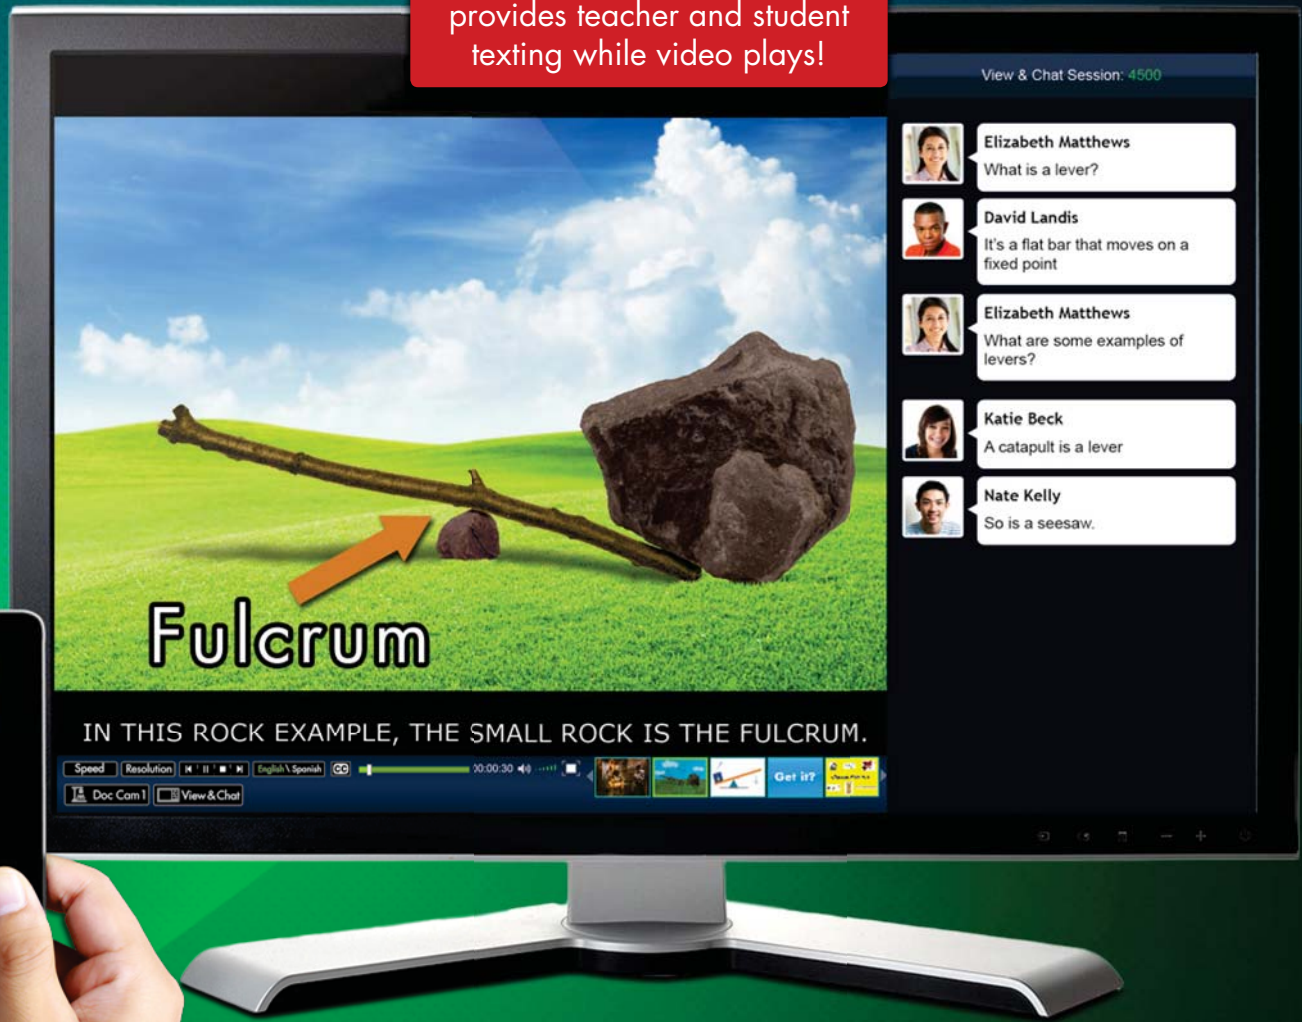 provides teacher and student
texting while video plays!
View & Chat Session: 4500
Elizabeth Matthews
What is a lever?
David Landis
It's a flat bar that moves on a
fixed point
Elizabeth Matthews
What are some examples of
levers?
Katie Beck
A catapult is a lever
Nate Kelly
So is a seesaw.
Fulcrum
IN THIS ROCK EXAMPLE, THE SMALL ROCK IS THE FULCRUM.
Speed Resolution English \ Spanish CC 00:00:30 Get it?
Doc Cam 1 View & Chat